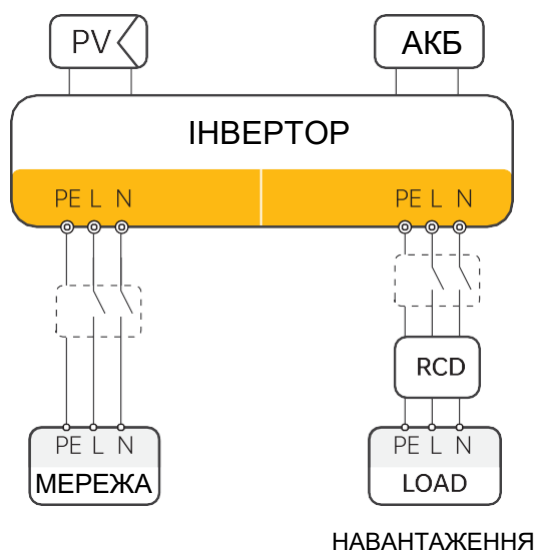 PV
АКБ
ІНВЕРТОР
PE L N
PE L N
RCD
PE L N
PE L N
МЕРЕЖА
LOAD
НАВАНТАЖЕННЯ